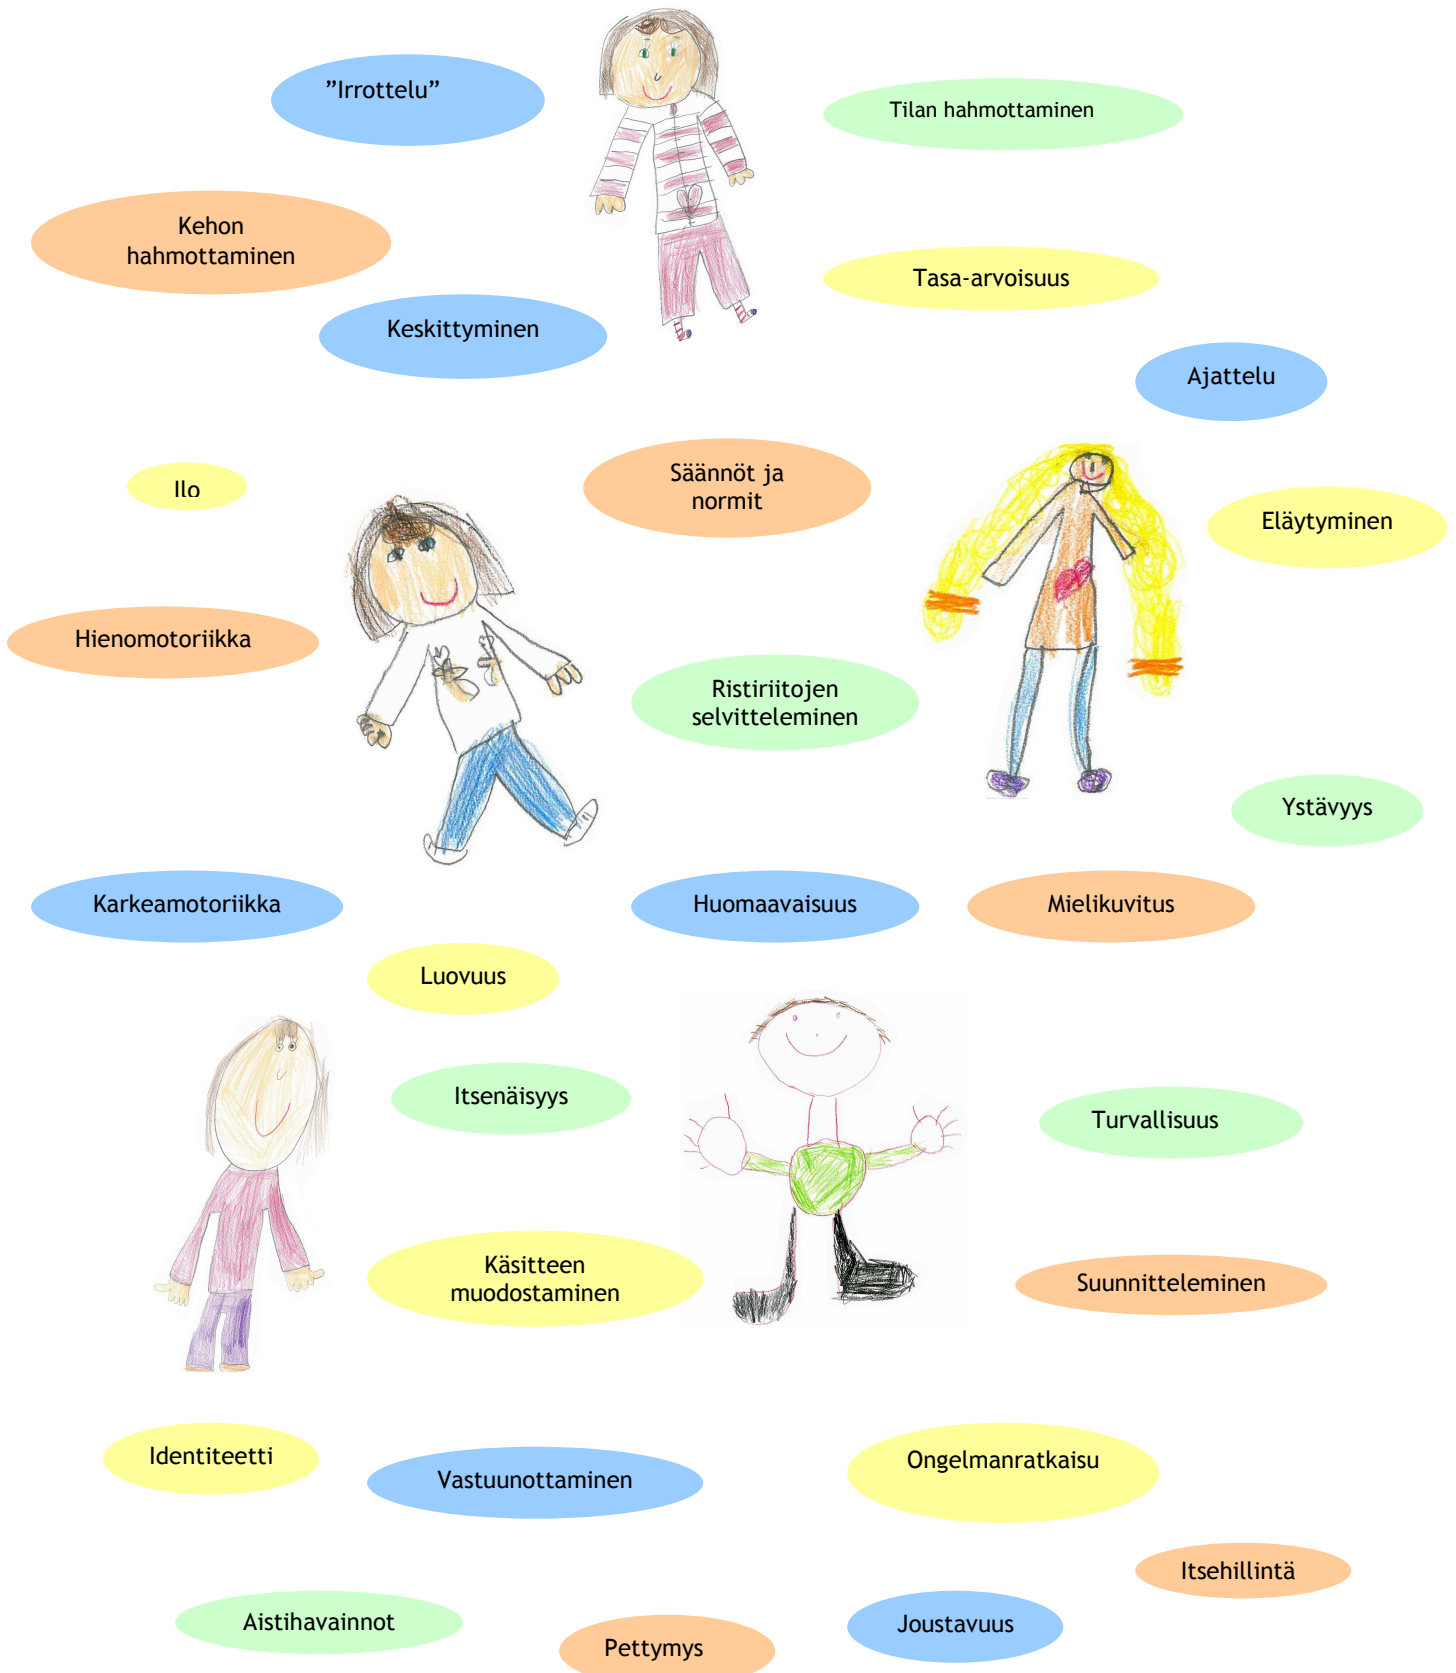 ”Irrottelu”
Tilan hahmottaminen
Kehon
hahmottaminen
Tasa-arvoisuus
Keskittyminen
Ajattelu
Säännöt ja
normit
Ilo
Eläytyminen
Hienomotoriikka
Ristiriitojen
selvitteleminen
Ystävyys
Karkeamotoriikka
Huomaavaisuus
Mielikuvitus
Luovuus
Itsenäisyys
Turvallisuus
Käsitteen
muodostaminen
Suunnitteleminen
Identiteetti
Vastuunottaminen
Ongelmanratkaisu
Itsehillintä
Aistihavainnot
Joustavuus
Pettymys